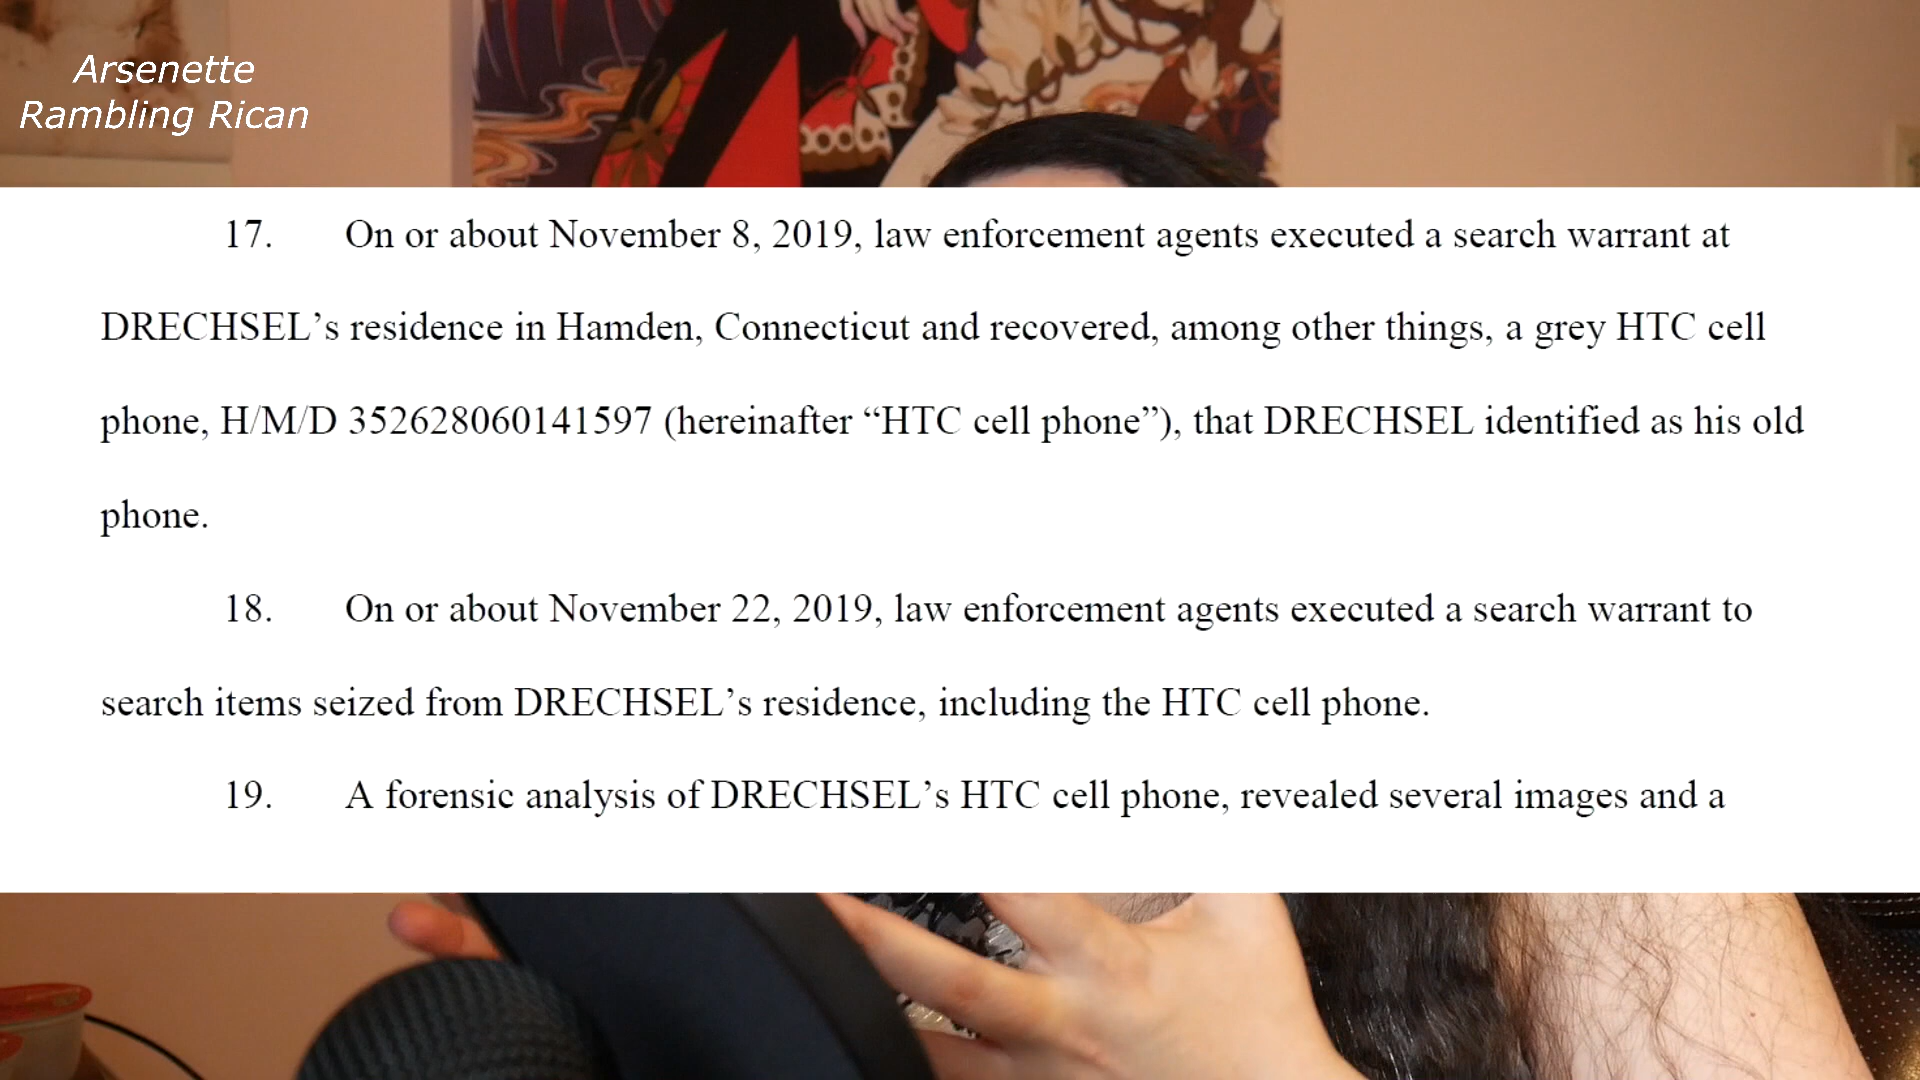 Arsenette
Rambling Rican
17. On or about November 8, 2019, law enforcement agents executed a search warrant at
DRECHSEL’s residence in Hamden, Connecticut and recovered, among other things, a grey HTC cell
phone, H/M/D 352628060141597 (hereinafter “HTC cell phone”), that DRECHSEL identified as his old
phone.
18. On or about November 22, 2019, law enforcement agents executed a search warrant to
search items seized from DRECHSEL’s residence, including the HTC cell phone.
19. A forensic analysis of DRECHSEL’s HTC cell phone, revealed several images and a